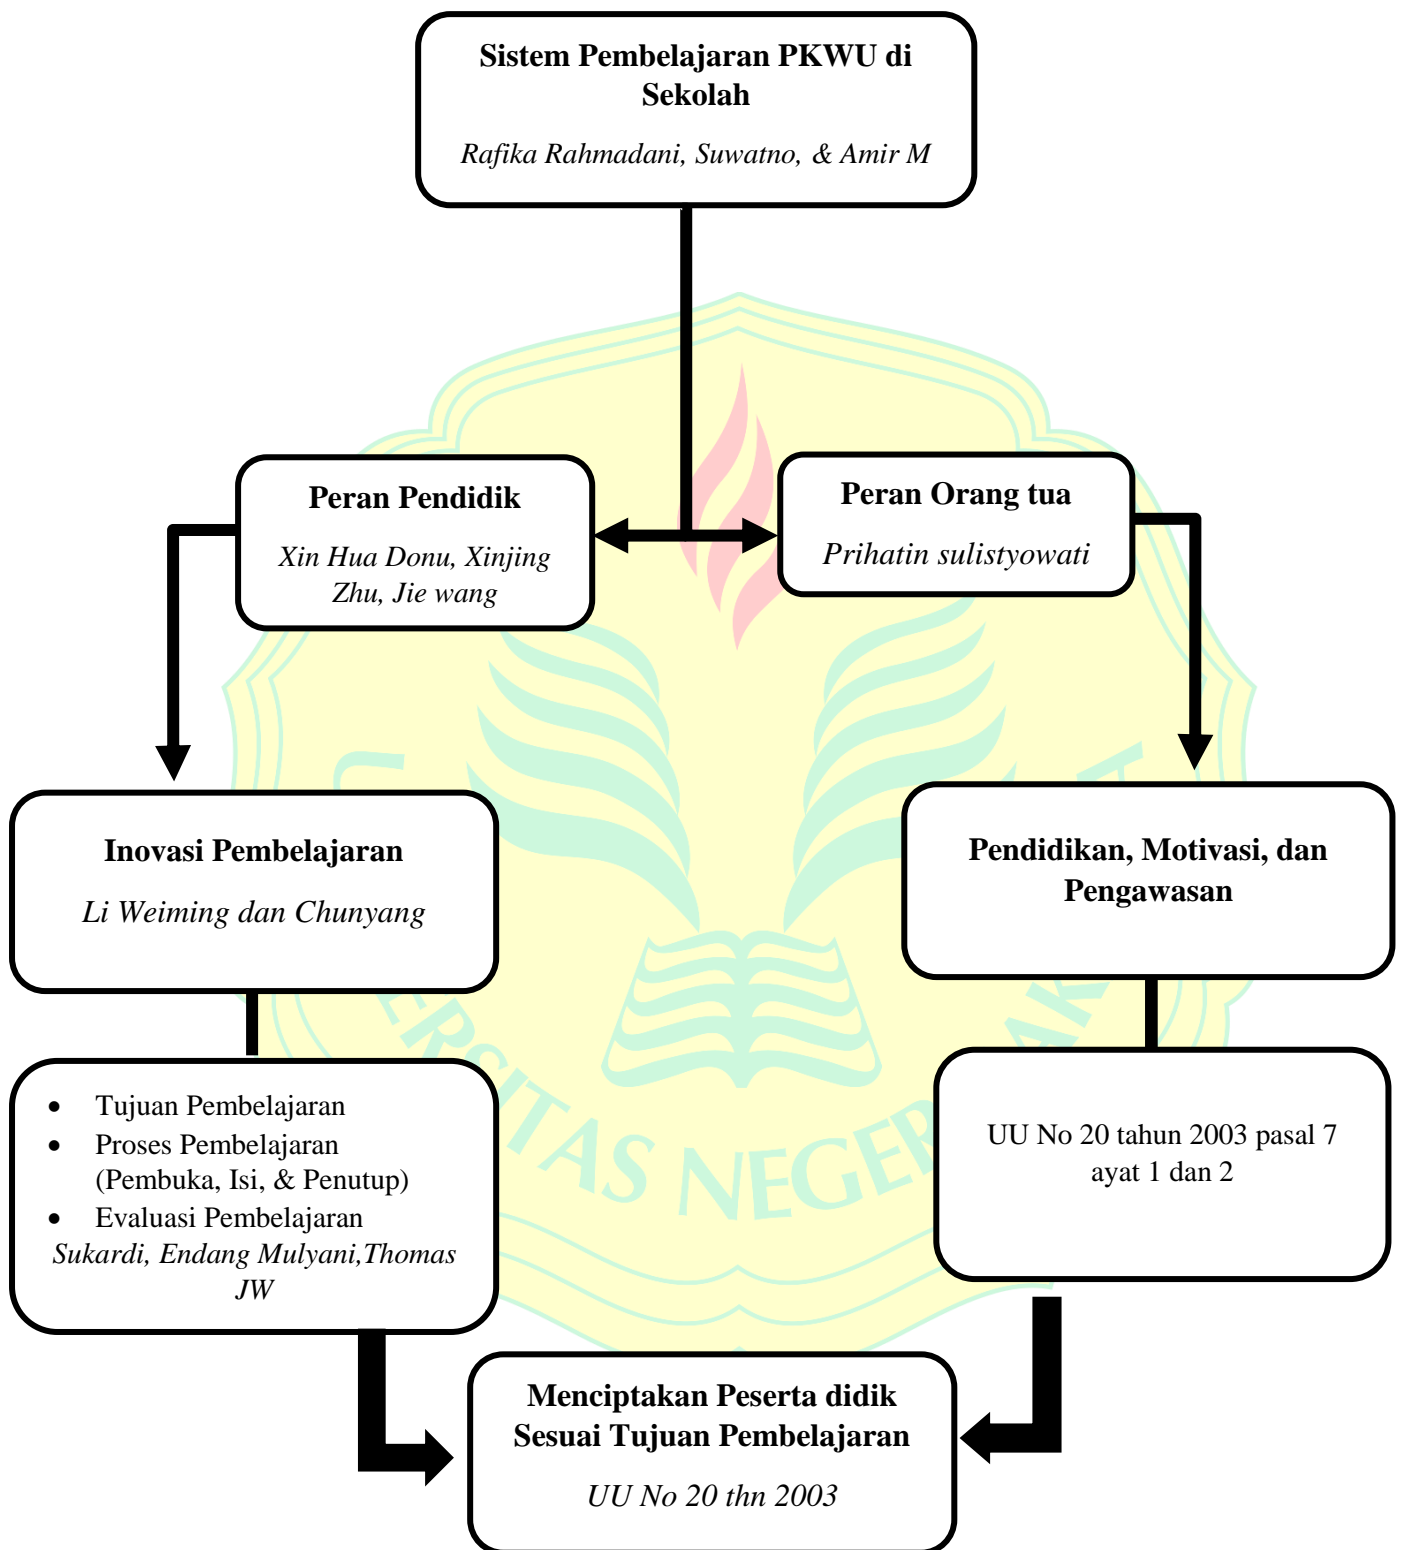 Sistem Pembelajaran PKWU di
Sekolah
Rafika Rahmadani, Suwatno, & Amir M
Peran Pendidik
Xin Hua Donu, Xinjing
Zhu, Jie wang
Peran Orang tua
Prihatin sulistyowati
Inovasi Pembelajaran
Li Weiming dan Chunyang
Pendidikan, Motivasi, dan
Pengawasan
• Tujuan Pembelajaran
• Proses Pembelajaran
(Pembuka, Isi, & Penutup)
• Evaluasi Pembelajaran
Sukardi, Endang Mulyani,Thomas
JW
UU No 20 tahun 2003 pasal 7
ayat 1 dan 2
Menciptakan Peserta didik
Sesuai Tujuan Pembelajaran
UU No 20 thn 2003